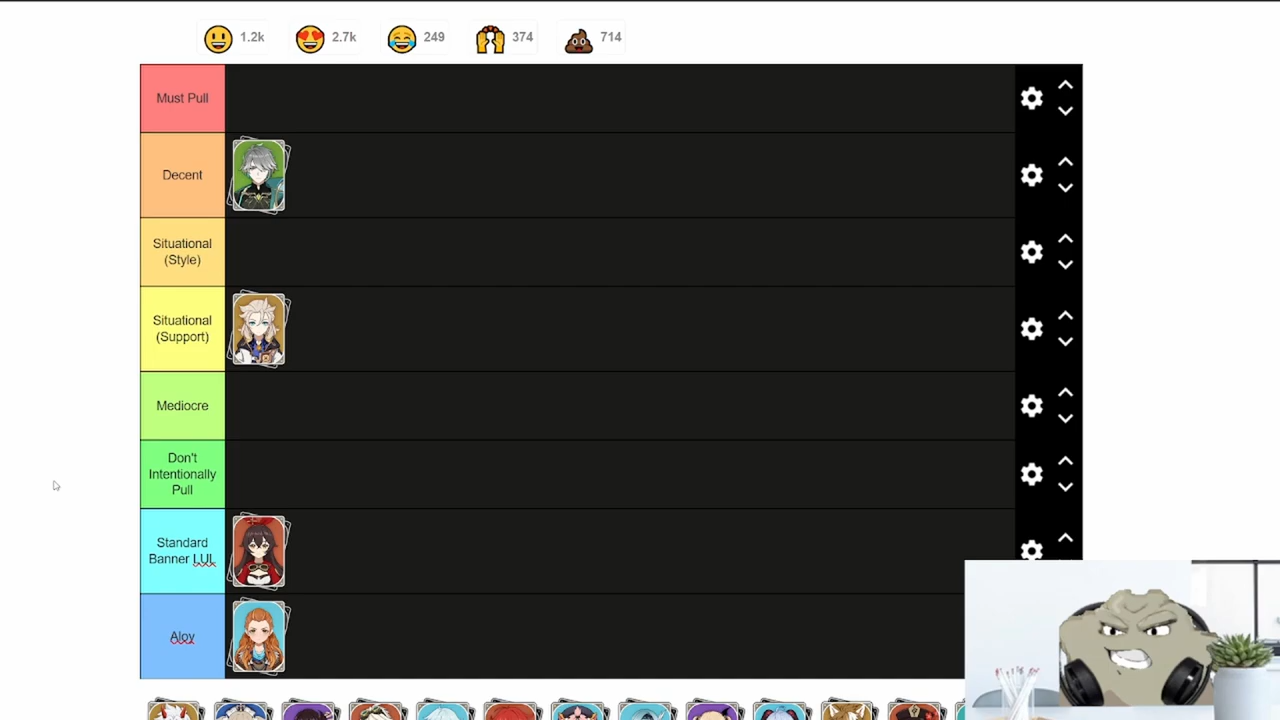 1.2k 2.7k 249 374 714
Must Pull
Decent
Situational
(Style)
Situational
(Support)
Mediocre
Don't
Intentionally
Pull
Standard
Banner LUL
Aloy